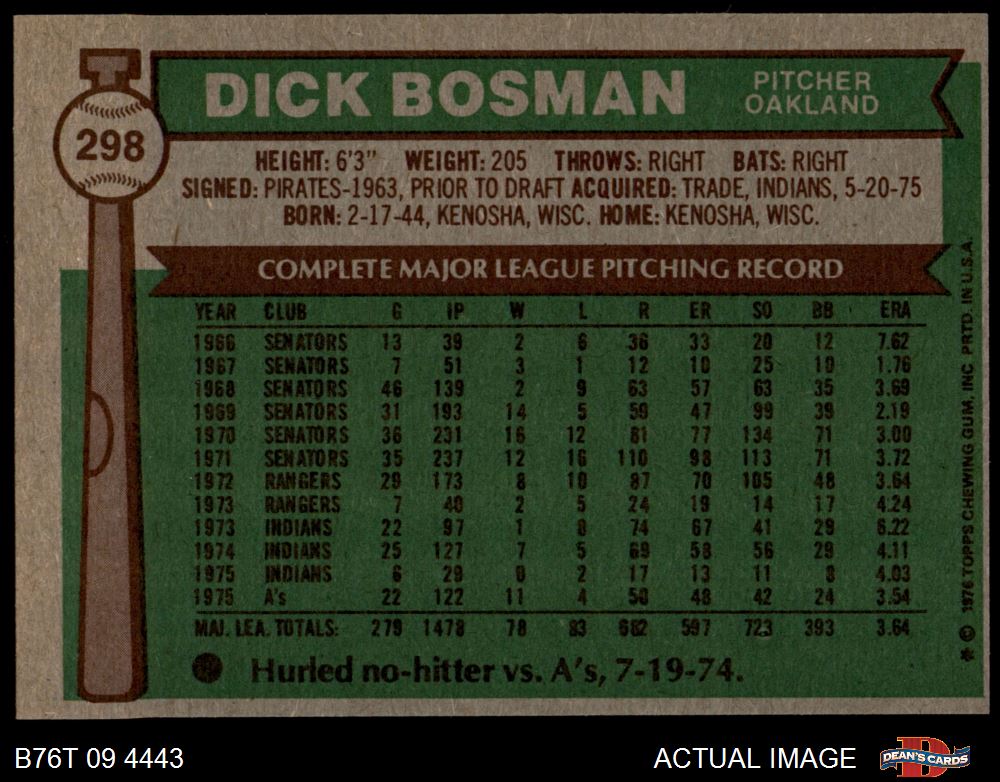 DICK BOSMAN
PITCHER
OAKLAND
298
HEIGHT: 6'3" WEIGHT: 205 THROWS: RIGHT BATS: RIGHT
SIGNED: PIRATES-1963, PRIOR TO DRAFT ACQUIRED: TRADE, INDIANS, 5-20-75
BORN: 2-17-44, KENOSHA, WISC. HOME: KENOSHA, WISC.
COMPLETE MAJOR LEAGUE PITCHING RECORD
YEAR CLUB G IP W L R ER SO BB ERA
1966 SENATORS 13 39 2 6 36 33 20 12 7.62
1967 SENATORS 7 51 3 1 12 10 25 10 1.76
1968 SENATORS 46 139 2 9 63 57 63 35 3.69
1969 SENATORS 31 193 14 5 59 47 99 39 2.19
1970 SENATORS 36 231 16 12 81 77 134 71 3.00
1971 SENATORS 35 237 12 16 110 98 113 71 3.72
1972 RANGERS 29 173 8 10 87 70 105 48 3.64
1973 RANGERS 7 40 2 5 24 19 14 17 4.24
1973 INDIANS 22 97 1 8 74 67 41 29 6.22
1974 INDIANS 25 127 7 5 69 58 56 29 4.11
1975 INDIANS 6 29 0 2 17 13 11 8 4.03
1975 A's 22 122 11 4 50 48 42 24 3.54
MAJ. LEA. TOTALS: 279 1478 78 83 682 597 723 393 3.64
Hurled no-hitter vs. A's, 7-19-74.
* © 1976 TOPPS CHEWING GUM, INC PRTD. IN U.S.A.
B76T 09 4443
ACTUAL IMAGE
DEAN'S CARDS